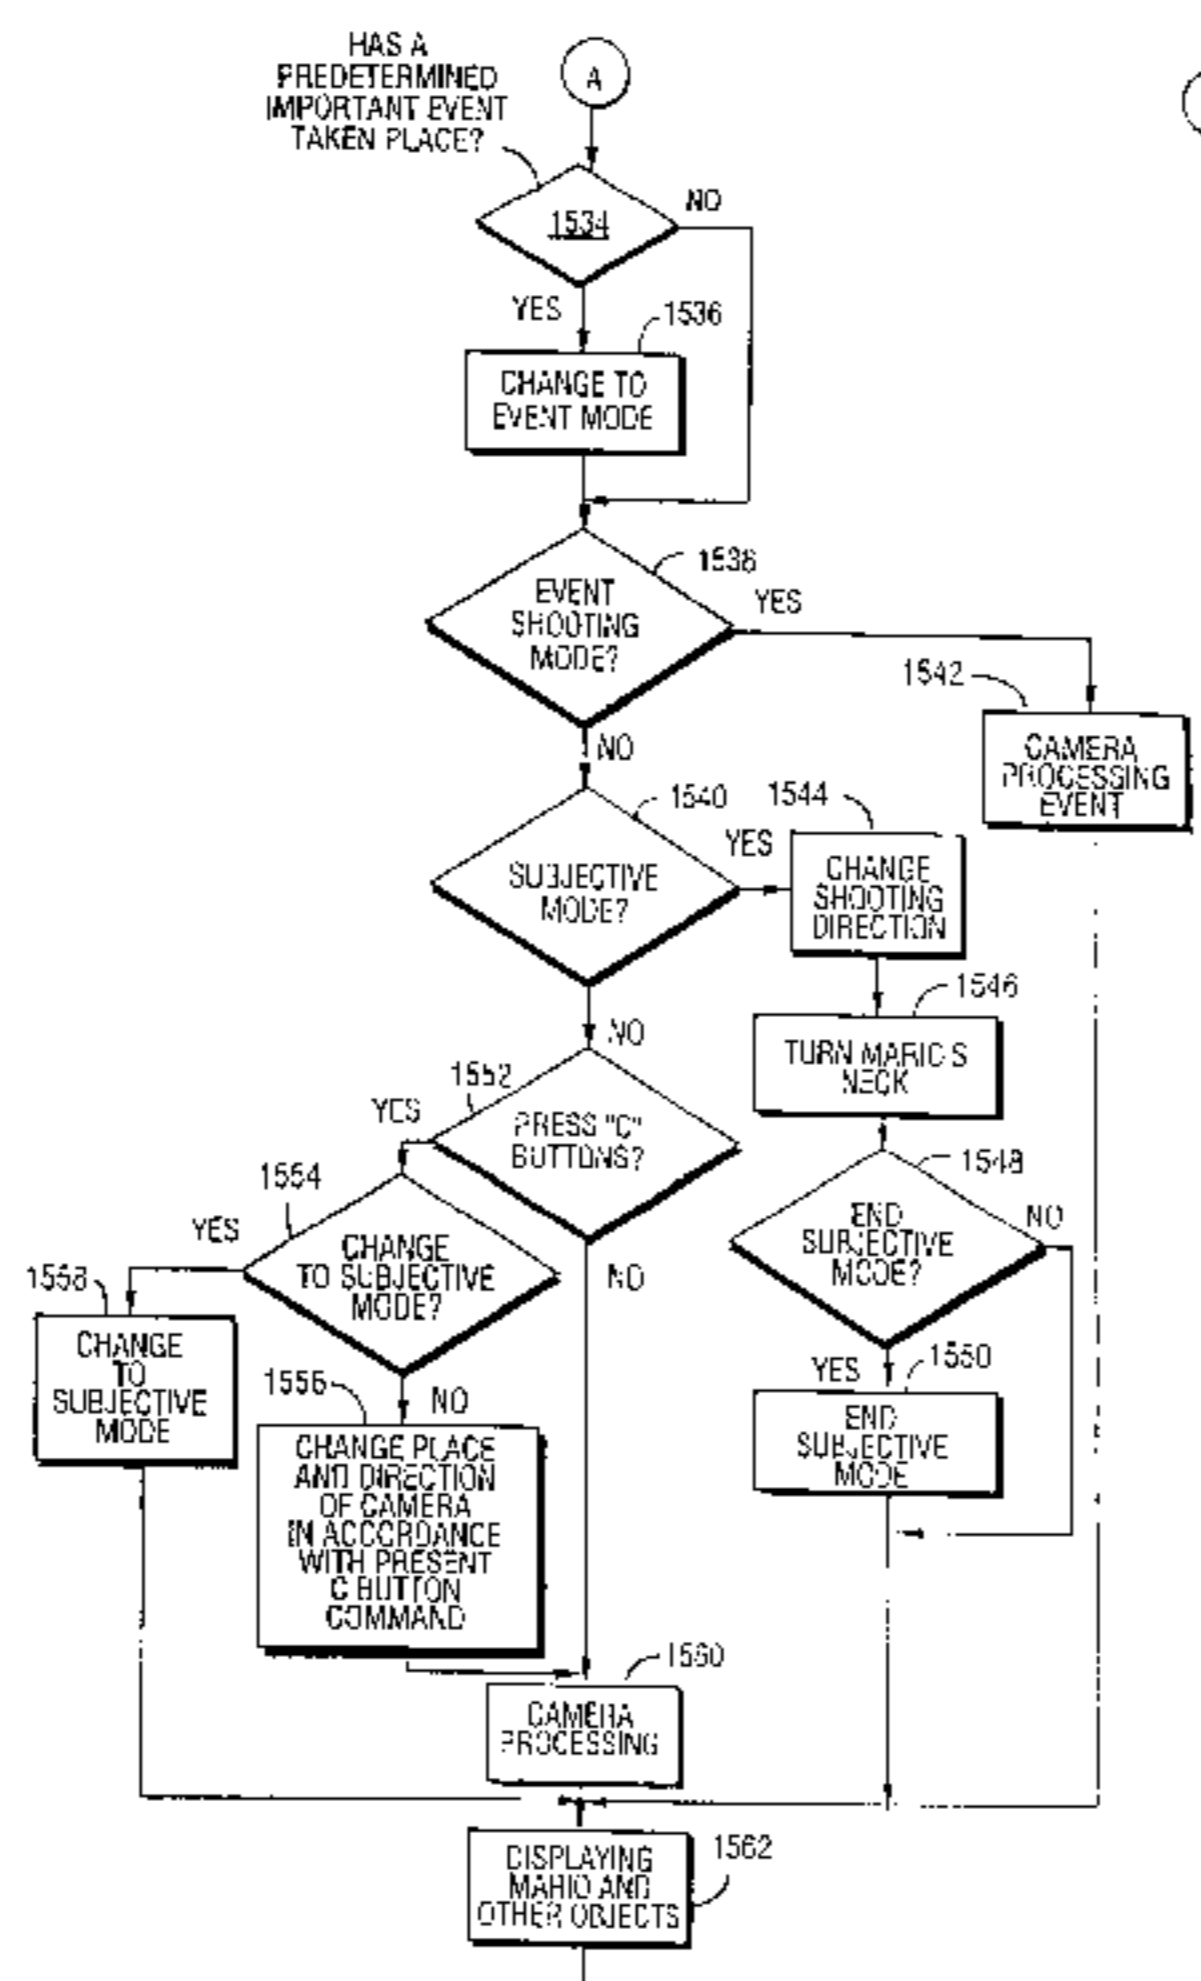 HAS A
PREDETERMINED
IMPORTANT EVENT
TAKEN PLACE?
A
1534
NO
YES
1536
CHANGE TO
EVENT MODE
1538
EVENT
SHOOTING
MODE?
YES
1542
CAMERA
PROCESSING
EVENT
NO
1540
SUBJECTIVE
MODE?
YES
1544
CHANGE
SHOOTING
DIRECTION
NO
1546
TURN MARIO'S
NECK
1552
PRESS "C"
BUTTONS?
YES
NO
1548
END
SUBJECTIVE
MODE?
NO
YES
1550
END
SUBJECTIVE
MODE
1554
CHANGE
TO SUBJECTIVE
MODE?
YES
1558
CHANGE
TO
SUBJECTIVE
MODE
NO
1556
CHANGE PLACE
AND DIRECTION
OF CAMERA
IN ACCORDANCE
WITH PRESENT
C BUTTON
COMMAND
1560
CAMERA
PROCESSING
1562
DISPLAYING
MARIO AND
OTHER OBJECTS